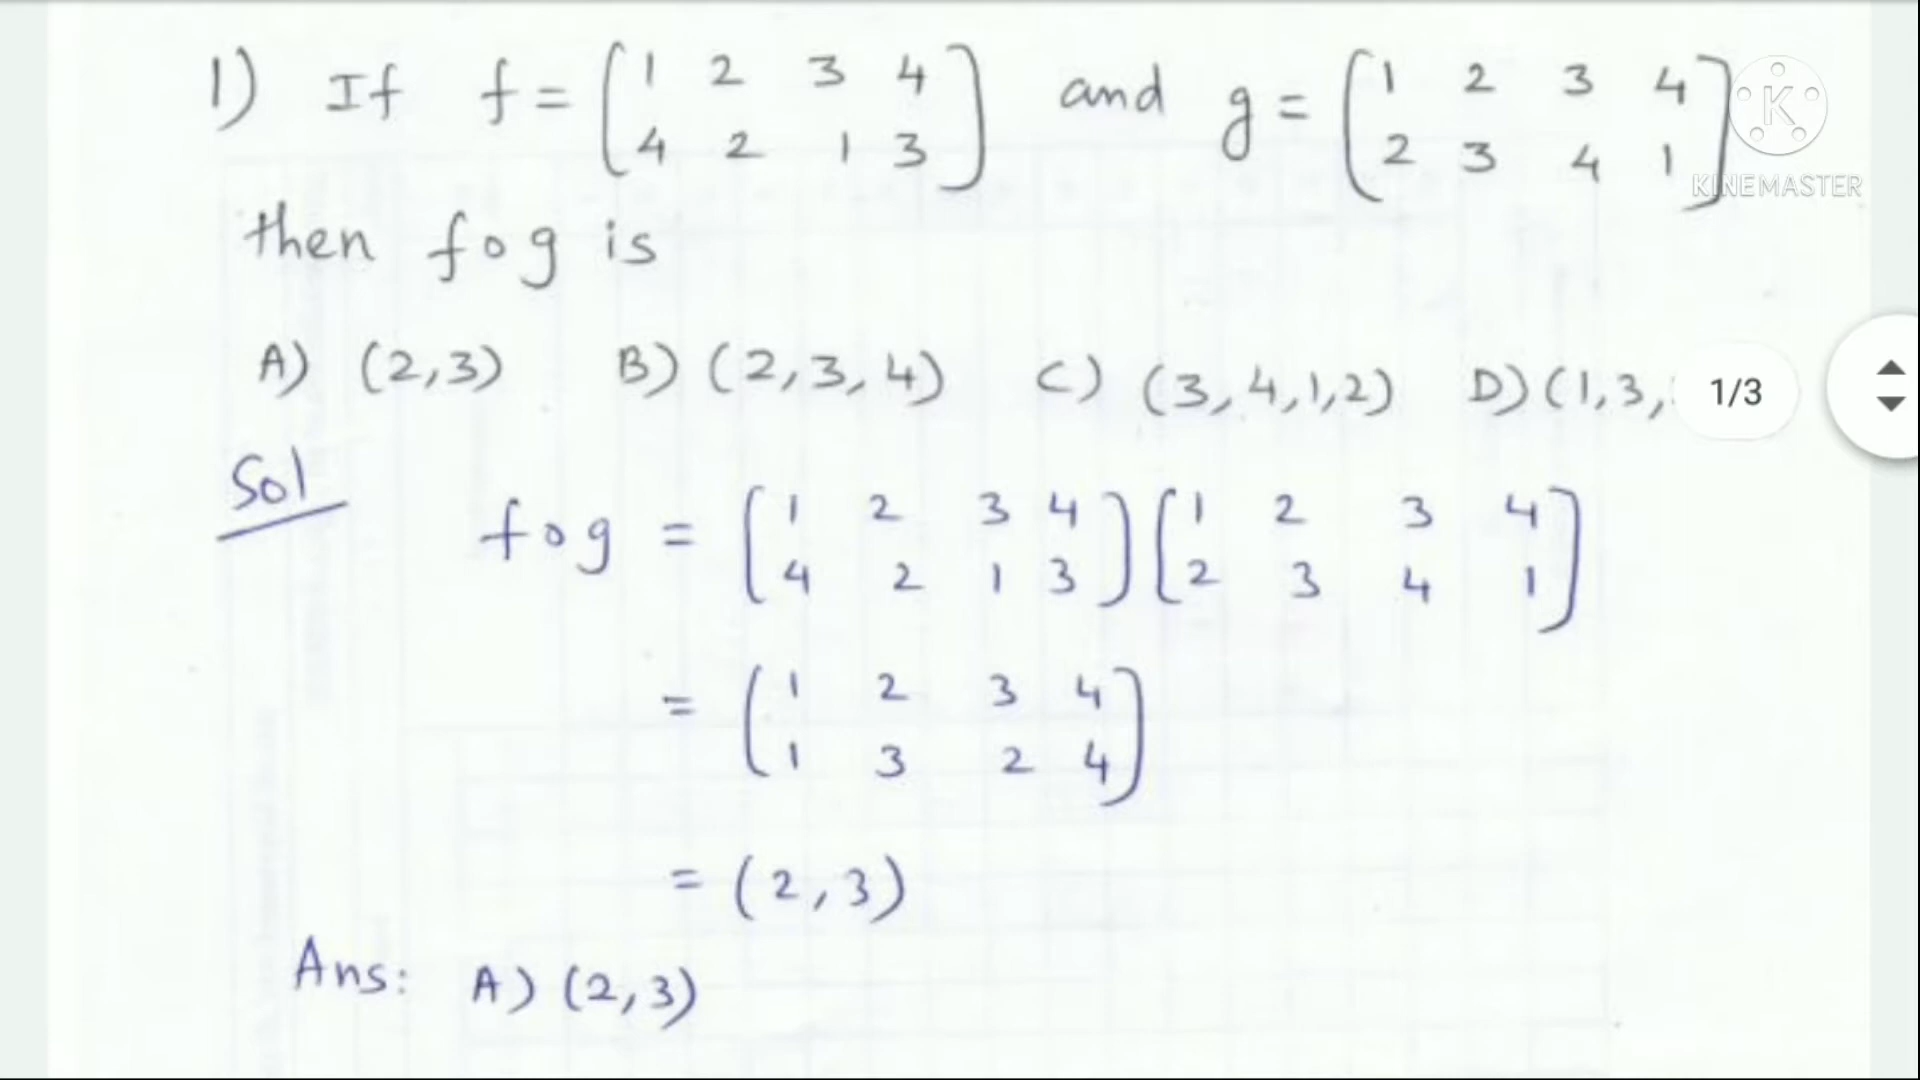 1) If f = [1 2 3 4 and g = [1 2 3 4
4 2 1 3] 2 3 4 1]
KINEMASTER
then fog is
A) (2,3) B) (2,3,4) C) (3,4,1,2) D) (1,3,
1/3
Sol
fog = [1 2 3 4 [1 2 3 4
4 2 1 3] 2 3 4 1]
= [1 2 3 4
1 3 2 4]
= (2,3)
Ans: A) (2,3)